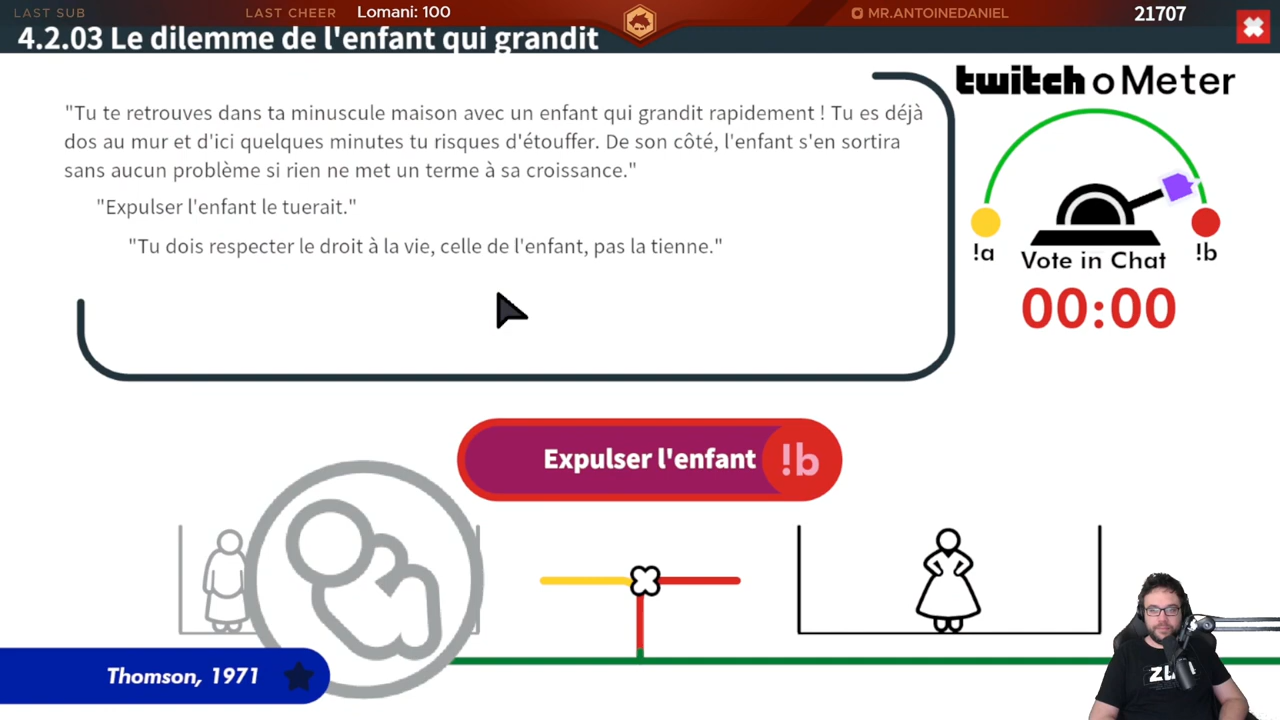 LAST SUB
LAST CHEER Lomani: 100
MR.ANTOINEDANIEL
21707
4.2.03 Le dilemme de l'enfant qui grandit
"Tu te retrouves dans ta minuscule maison avec un enfant qui grandit rapidement ! Tu es déjà
dos au mur et d'ici quelques minutes tu risques d'étouffer. De son côté, l'enfant s'en sortira
sans aucun problème si rien ne met un terme à sa croissance."
"Expulser l'enfant le tuerait."
"Tu dois respecter le droit à la vie, celle de l'enfant, pas la tienne."
twitch o Meter
!a
Vote in Chat
!b
00:00
Expulser l'enfant !b
Thomson, 1971